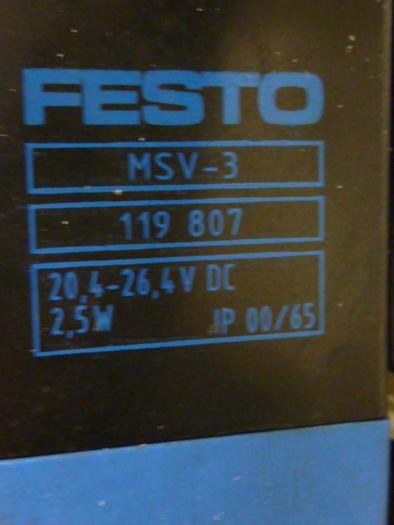 FESTO
MSV-3
119 807
20,4-26,4V DC
2,5W IP 00/65